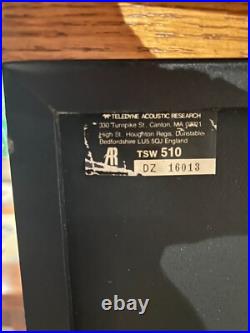 TELEDYNE ACOUSTIC RESEARCH
330 Turnpike St. Canton, MA 02021
High St. Houghton Regis. Dunstable
Bedfordshire LU5 5QJ England
AR
TSW 510
DZ 16013